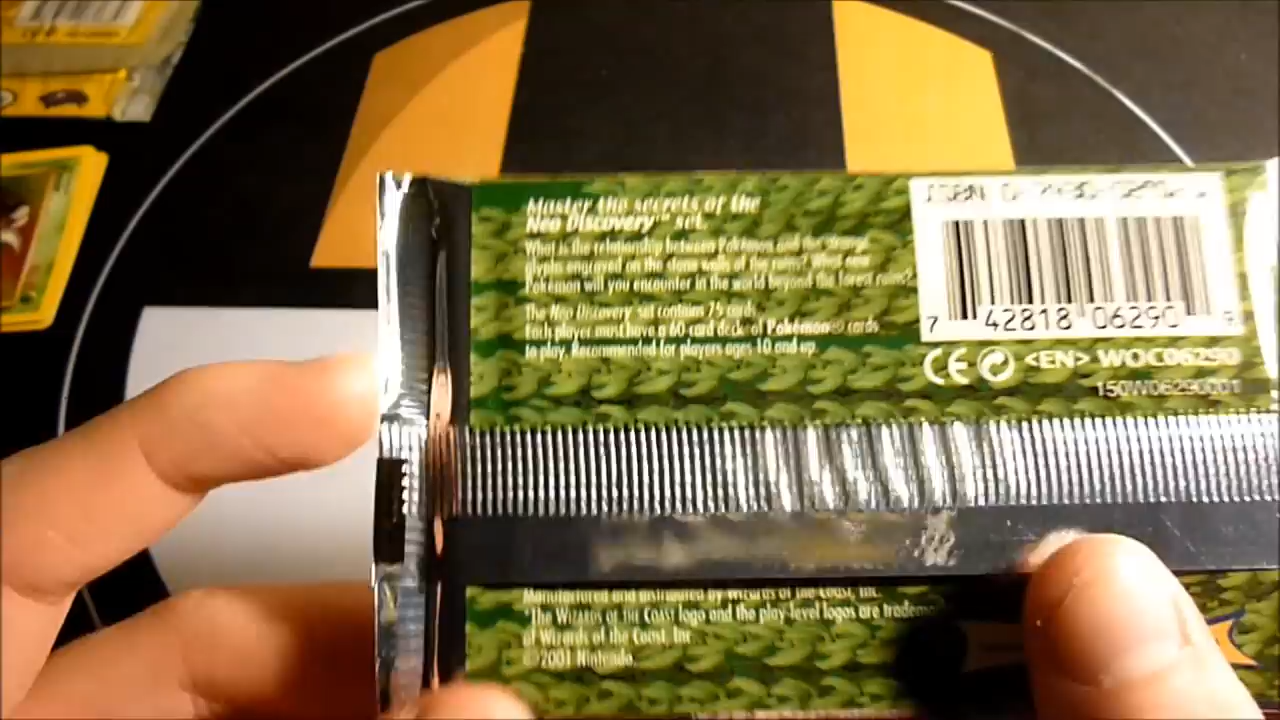 Master the secrets of the
Neo Discovery™ set.
What is the relationship between Pokémon and the strange
glyphs engraved on the stone walls of the ruins? What new
Pokémon will you encounter in the world beyond the forest ruins?
The Neo Discovery set contains 75 cards.
Each player must have a 60 card deck of Pokémon® cards
to play. Recommended for players ages 10 and up.
ISBN
7 42818 06290
CE <EN> WOC06290
150W06290001
Manufactured and distributed by Wizards of the Coast, Inc.
*The Wizards of the Coast logo and the play-level logos are tradema
of Wizards of the Coast, Inc
©2001 Nintendo.